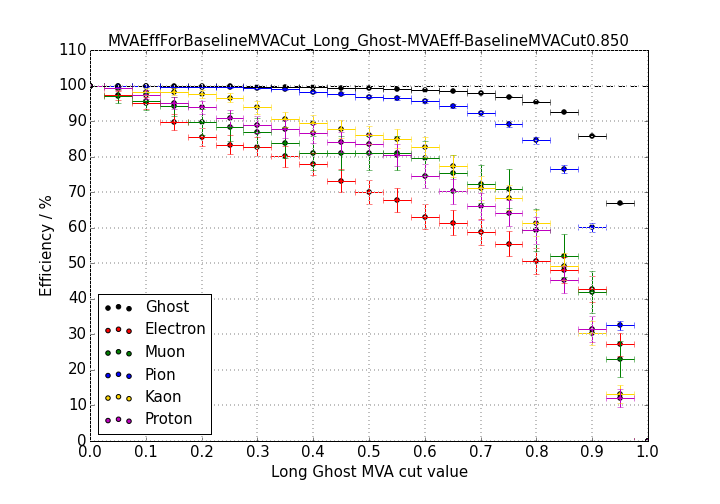 MVAEffForBaselineMVACut_Long_Ghost-MVAEff-BaselineMVACut0.850
110
100
90
80
70
60
50
40
30
20
10
0
Efficiency / %
Ghost
Electron
Muon
Pion
Kaon
Proton
0.0 0.1 0.2 0.3 0.4 0.5 0.6 0.7 0.8 0.9 1.0
Long Ghost MVA cut value